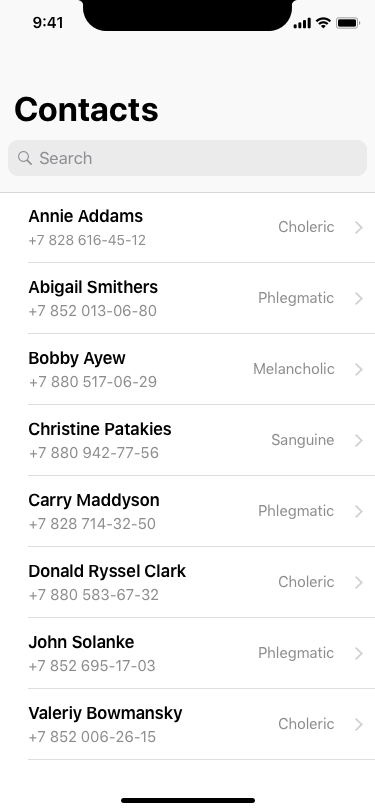 9:41
Contacts
Search
Annie Addams
+7 828 616-45-12
Choleric
Abigail Smithers
+7 852 013-06-80
Phlegmatic
Bobby Ayew
+7 880 517-06-29
Melancholic
Christine Patakies
+7 880 942-77-56
Sanguine
Carry Maddyson
+7 828 714-32-50
Phlegmatic
Donald Ryssel Clark
+7 880 583-67-32
Choleric
John Solanke
+7 852 695-17-03
Phlegmatic
Valeriy Bowmansky
+7 852 006-26-15
Choleric